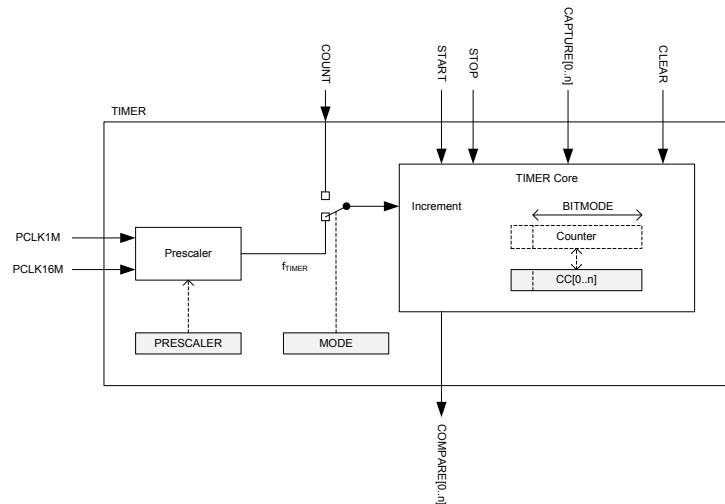 COUNT
START
STOP
CAPTURE[0..n]
CLEAR
TIMER
TIMER Core
Increment
BITMODE
Counter
CC[0..n]
PCLK1M
PCLK16M
Prescaler
fTIMER
PRESCALER
MODE
COMPARE[0..n]